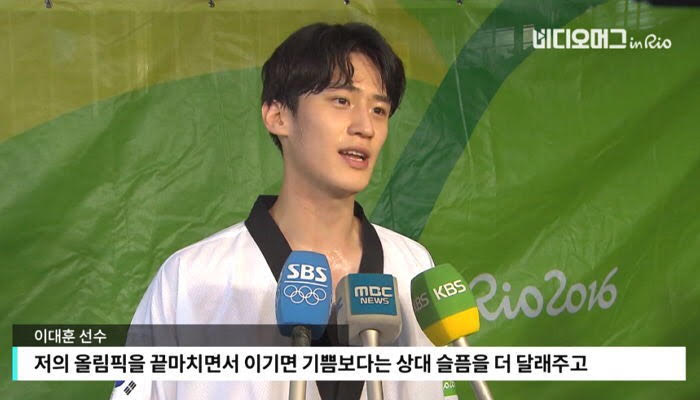 비디오머그 in Rio
SBS
MBC
NEWS
KBS
KBS
Rio2016
이대훈 선수
저의 올림픽을 끝마치면서 이기면 기쁨보다는 상대 슬픔을 더 달래주고